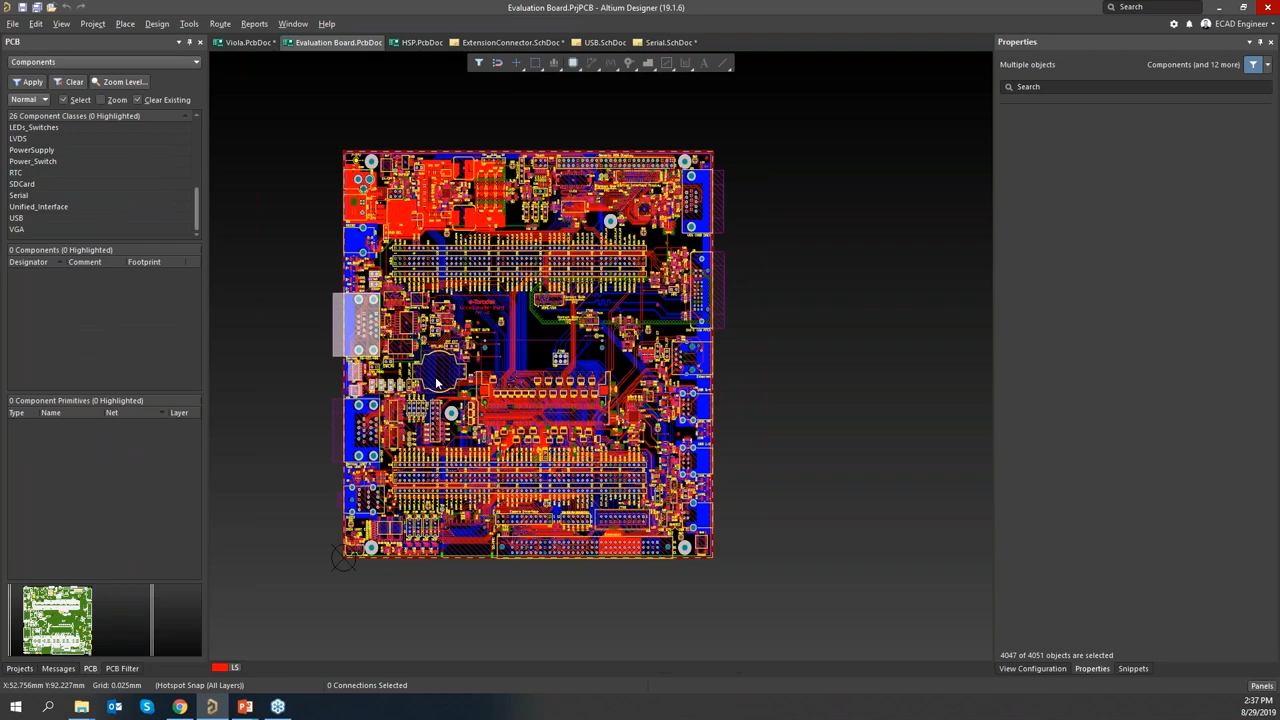 Evaluation Board.PrjPCB - Altium Designer (19.1.6)
Search
File Edit View Project Place Design Tools Route Reports Window Help
ECAD Engineer
PCB
Viola.PcbDoc * Evaluation Board.PcbDoc HSP.PcbDoc ExtensionConnector.SchDoc * USB.SchDoc Serial.SchDoc *
Properties
Components
Multiple objects Components (and 12 more)
Apply Clear Zoom Level...
Search
Normal Select Zoom Clear Existing
26 Component Classes (0 Highlighted)
LEDs_Switches
LVDS
PowerSupply
Power_Switch
RTC
SDCard
Serial
Unified_Interface
USB
VGA
0 Components (0 Highlighted)
Designator Comment Footprint
0 Component Primitives (0 Highlighted)
Type Name Net Layer
4047 of 4051 objects are selected
Projects Messages PCB PCB Filter
LS
View Configuration Properties Snippets
X:52.756mm Y:92.227mm Grid: 0.025mm (Hotspot Snap (All Layers)) 0 Connections Selected
Panels
2:37 PM
8/29/2019